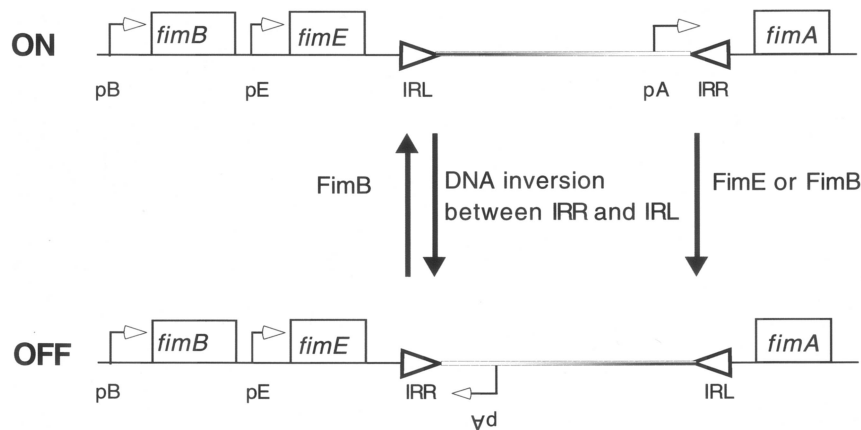 ON
fimB
fimE
fimA
pB
pE
IRL
pA
IRR
FimB
DNA inversion
between IRR and IRL
FimE or FimB
OFF
fimB
fimE
fimA
pB
pE
IRR
pA
IRL